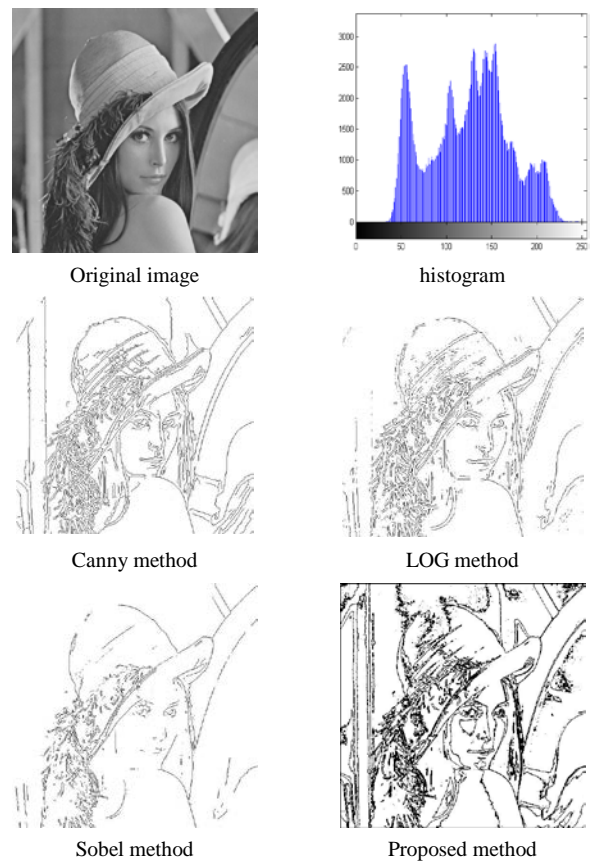 3000
2500
2000
1500
1000
500
0
0 50 100 150 200 250
Original image histogram
Canny method LOG method
Sobel method Proposed method